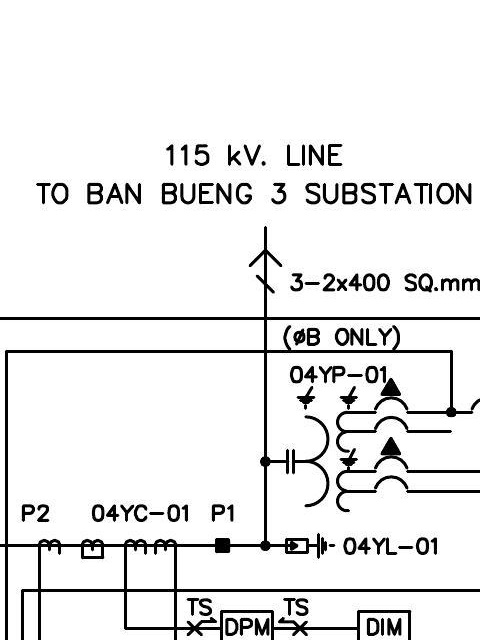 115 kV. LINE
TO BAN BUENG 3 SUBSTATION
3-2x400 SQ.mm
(øB ONLY)
04YP-01
P2 04YC-01 P1
04YL-01
TS TS
DPM DIM